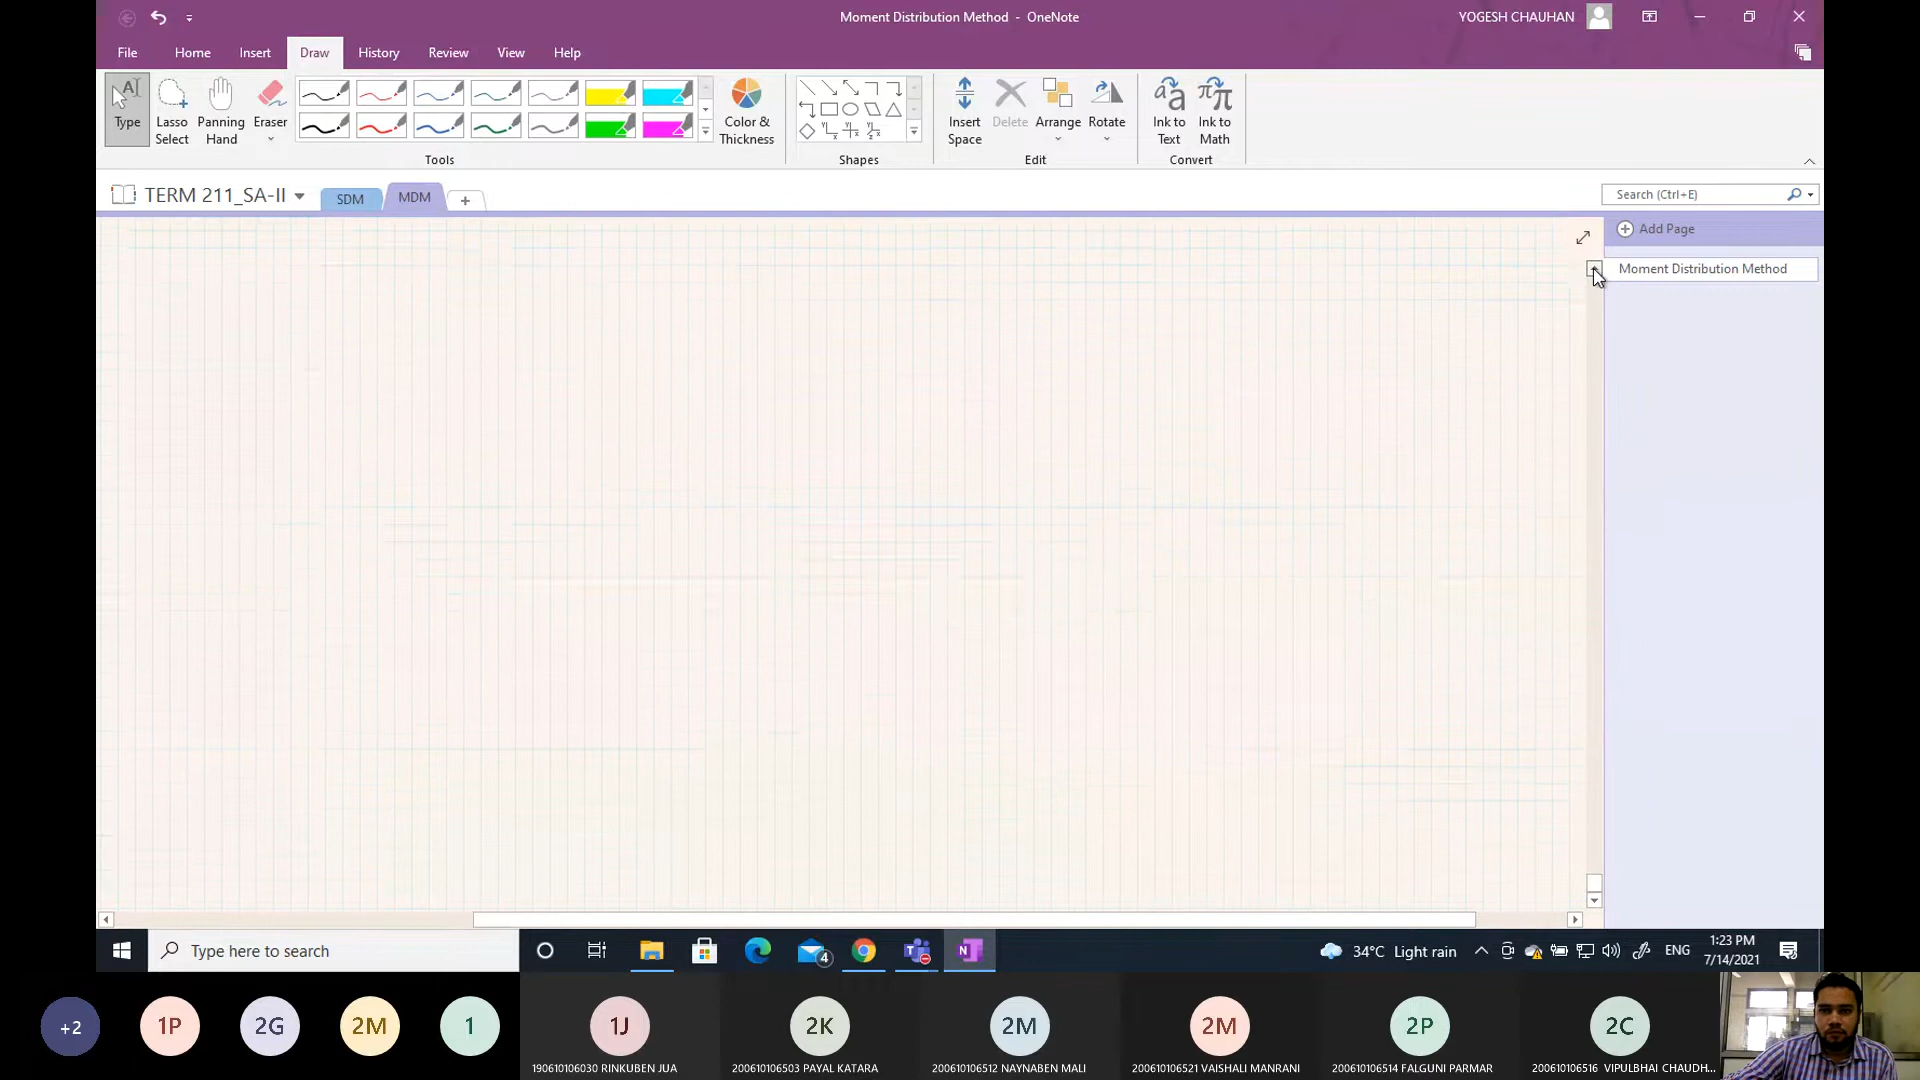 Moment Distribution Method - OneNote
YOGESH CHAUHAN
File Home Insert Draw History Review View Help
Type
Lasso Select
Panning Hand
Eraser
Color & Thickness
Insert Space
Delete
Arrange
Rotate
Ink to Text
Ink to Math
Tools
Shapes
Edit
Convert
TERM 211_SA-II
SDM
MDM
Search (Ctrl+E)
Add Page
Moment Distribution Method
Type here to search
4
34°C Light rain
ENG
1:23 PM
7/14/2021
+2
1P
2G
2M
1
1J
2K
2M
2M
2P
2C
190610106030 RINKUBEN JUA
200610106503 PAYAL KATARA
200610106512 NAYNABEN MALI
200610106521 VAISHALI MANRANI
200610106514 FALGUNI PARMAR
200610106516 VIPULBHAI CHAUDH...